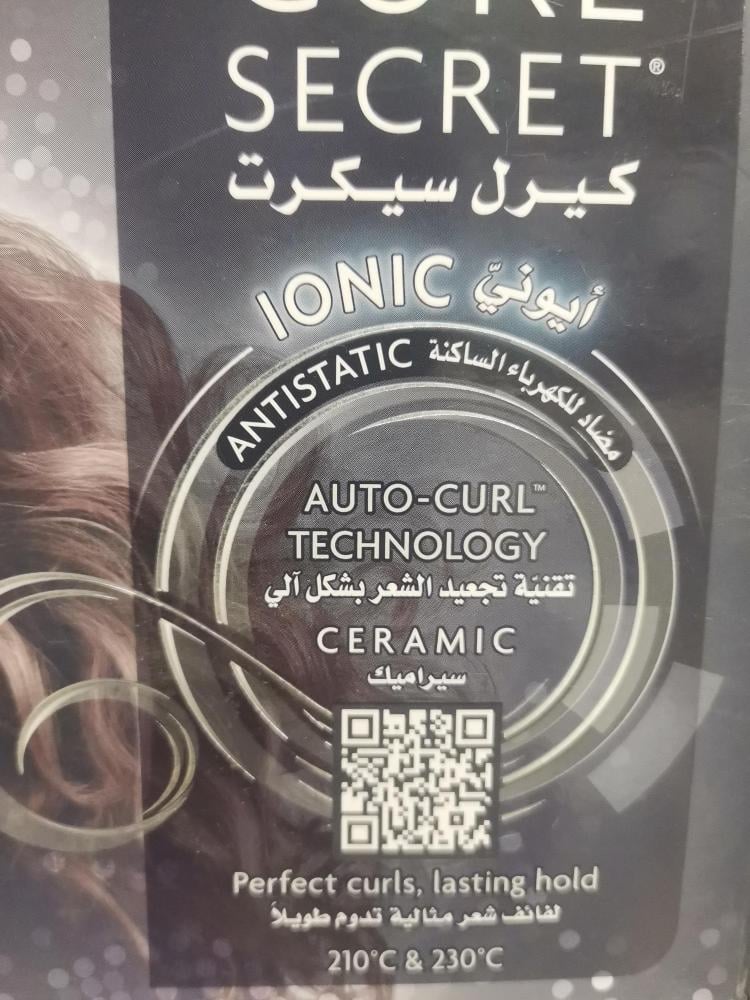 SECRET®
كيرل سيكرت
IONIC أيونيّ
ANTISTATIC مضاد للكهرباء الساكنة
AUTO-CURL™
TECHNOLOGY
تقنيّة تجعيد الشعر بشكل آلي
CERAMIC
سيراميك
Perfect curls, lasting hold
لفائف شعر مثالية تدوم طويلاً
210°C & 230°C